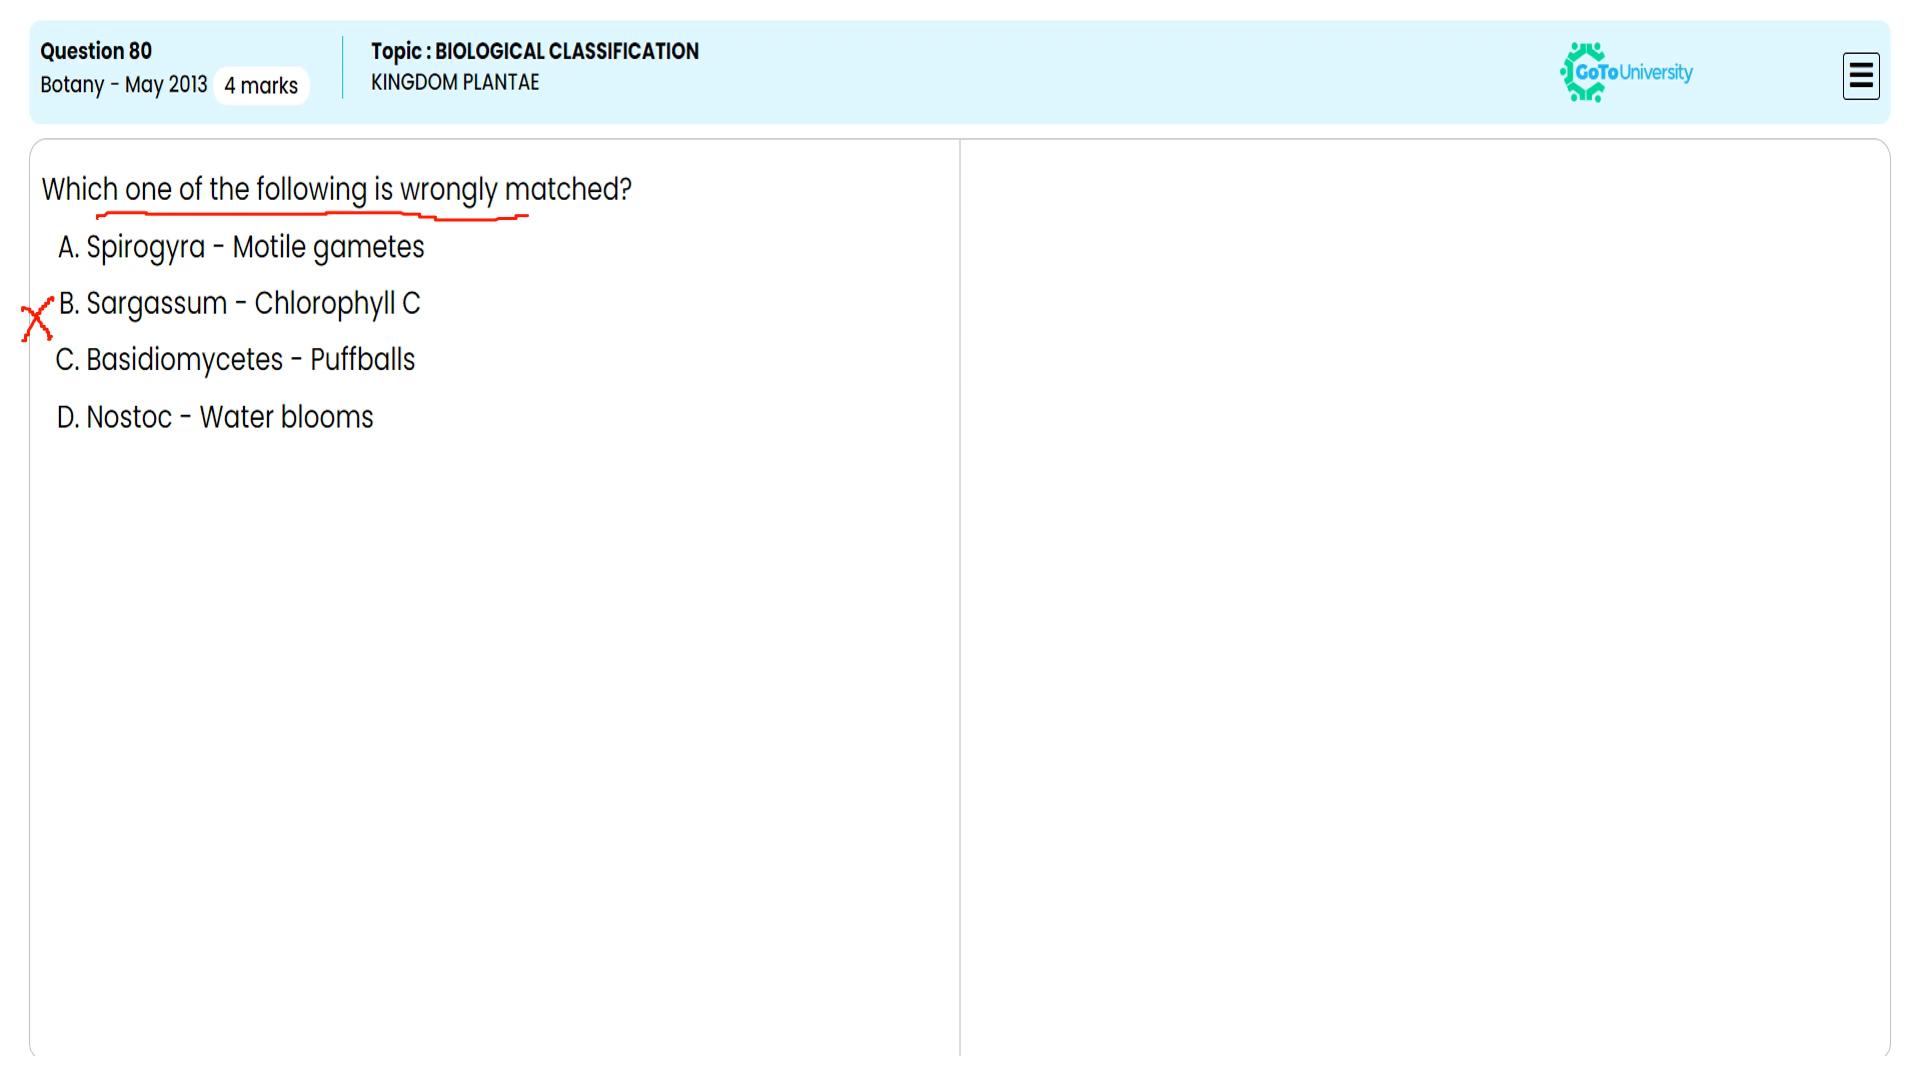 Question 80
Botany - May 2013 4 marks
Topic : BIOLOGICAL CLASSIFICATION
KINGDOM PLANTAE
GoToUniversity
Which one of the following is wrongly matched?
A. Spirogyra - Motile gametes
B. Sargassum - Chlorophyll C
C. Basidiomycetes - Puffballs
D. Nostoc - Water blooms